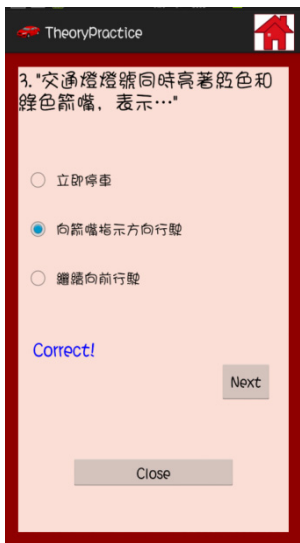 TheoryPractice
3."交通燈燈號同時亮著紅色和
綠色箭嘴，表示…"
立即停車
向箭嘴指示方向行駛
繼續向前行駛
Correct!
Next
Close